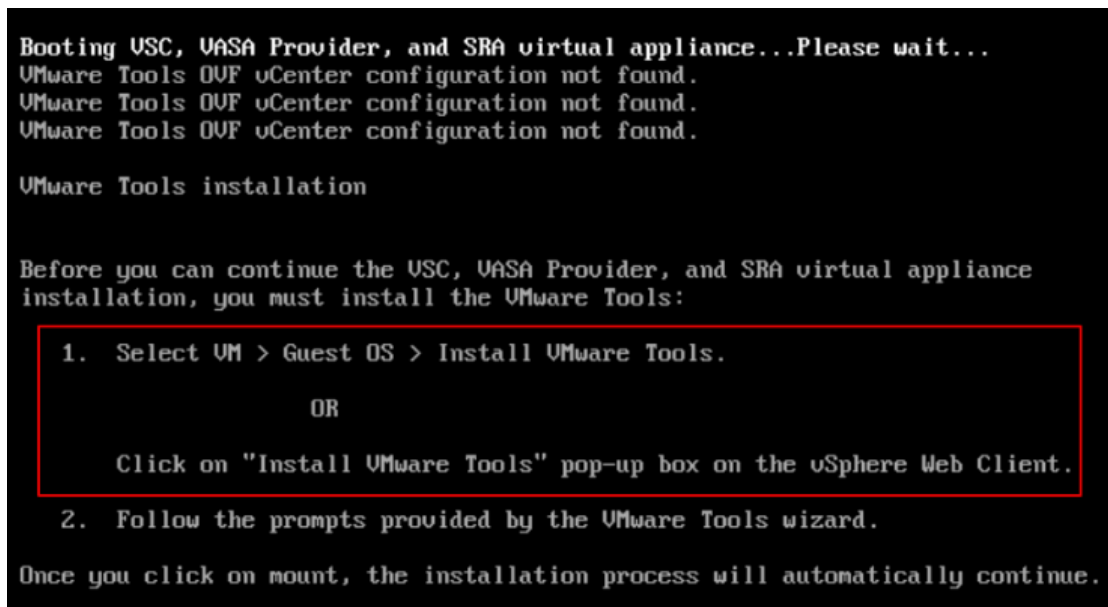 Booting VSC, VASA Provider, and SRA virtual appliance...Please wait...
VMware Tools OVF vCenter configuration not found.
VMware Tools OVF vCenter configuration not found.
VMware Tools OVF vCenter configuration not found.
VMware Tools installation
Before you can continue the VSC, VASA Provider, and SRA virtual appliance
installation, you must install the VMware Tools:
1. Select VM > Guest OS > Install VMware Tools.
OR
Click on "Install VMware Tools" pop-up box on the vSphere Web Client.
2. Follow the prompts provided by the VMware Tools wizard.
Once you click on mount, the installation process will automatically continue.